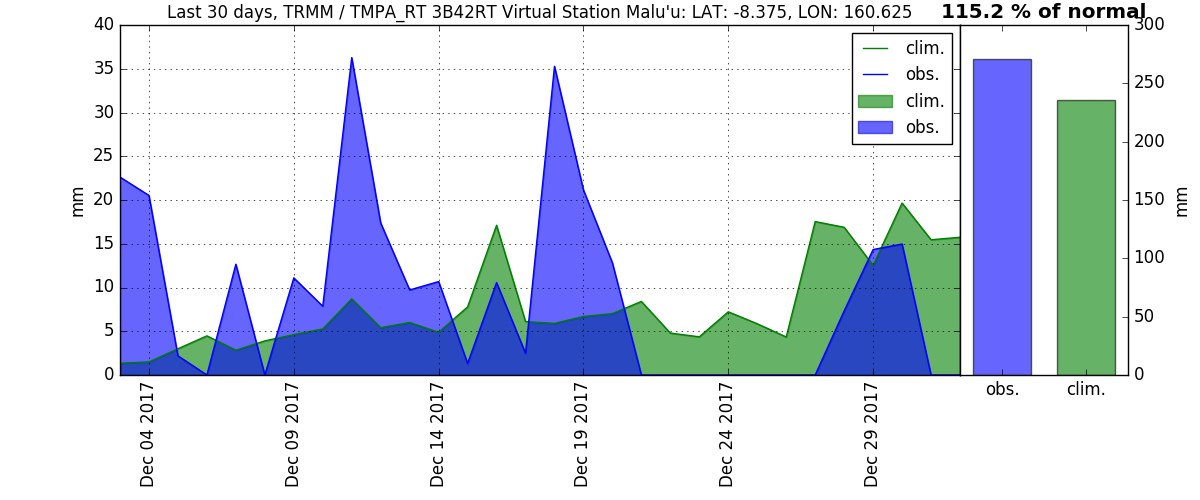 Last 30 days, TRMM / TMPA_RT 3B42RT Virtual Station Malu'u: LAT: -8.375, LON: 160.625
115.2 % of normal
40
35
30
25
20
15
10
5
0
mm
clim.
obs.
clim.
obs.
Dec 04 2017
Dec 09 2017
Dec 14 2017
Dec 19 2017
Dec 24 2017
Dec 29 2017
300
250
200
150
100
50
0
mm
obs.
clim.